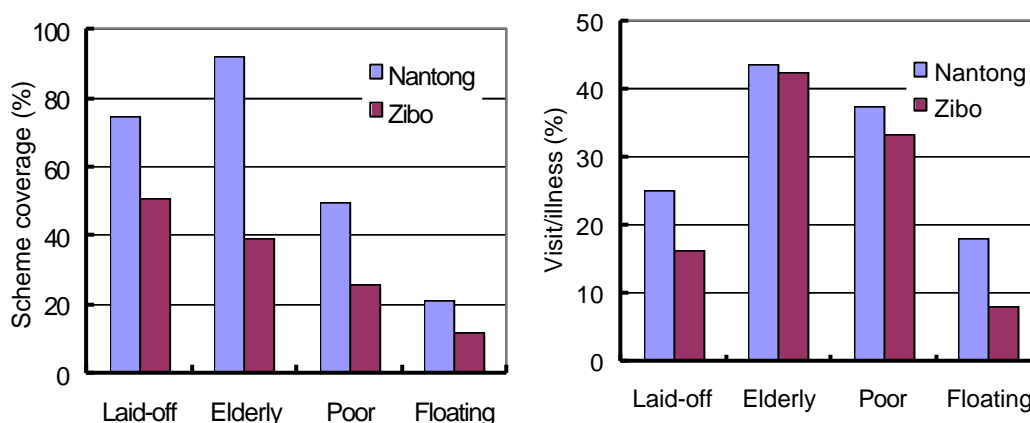 Scheme coverage (%)
100
80
60
40
20
0
Nantong
Zibo
Laid-off Elderly Poor Floating
Visit/illness (%)
50
40
30
20
10
0
Nantong
Zibo
Laid-off Elderly Poor Floating